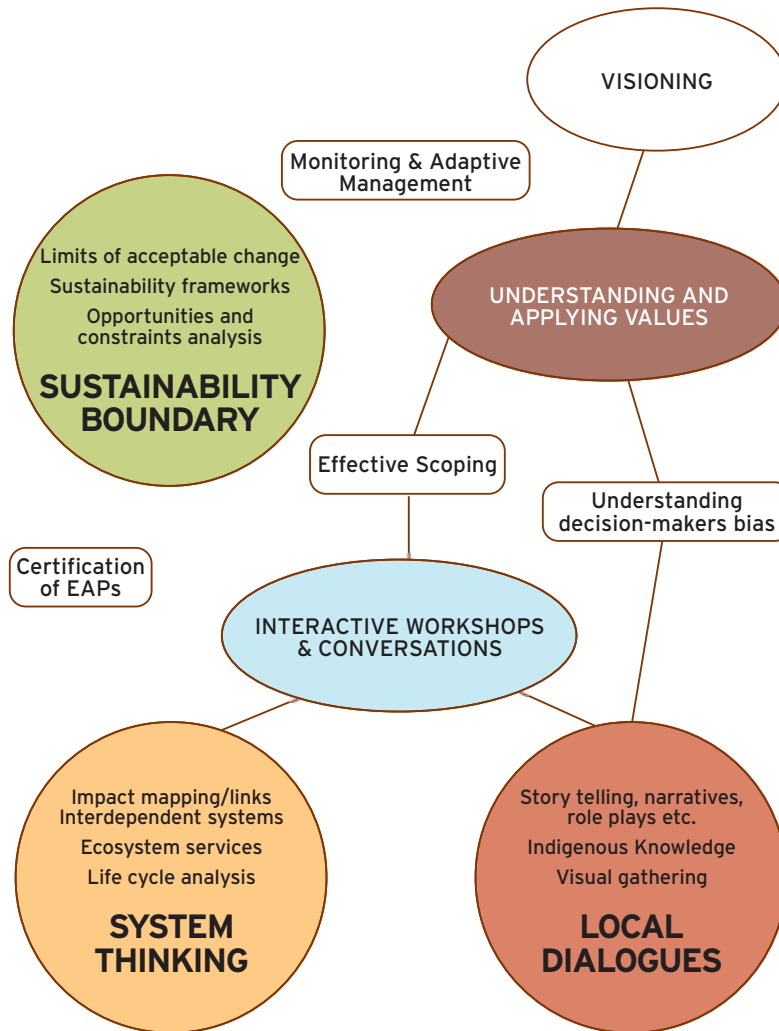 VISIONING
Monitoring & Adaptive
Management
Limits of acceptable change
Sustainability frameworks
Opportunities and
constraints analysis
SUSTAINABILITY
BOUNDARY
UNDERSTANDING AND
APPLYING VALUES
Effective Scoping
Understanding
decision-makers bias
Certification
of EAPs
INTERACTIVE WORKSHOPS
& CONVERSATIONS
Impact mapping/links
Interdependent systems
Ecosystem services
Life cycle analysis
SYSTEM
THINKING
Story telling, narratives,
role plays etc.
Indigenous Knowledge
Visual gathering
LOCAL
DIALOGUES